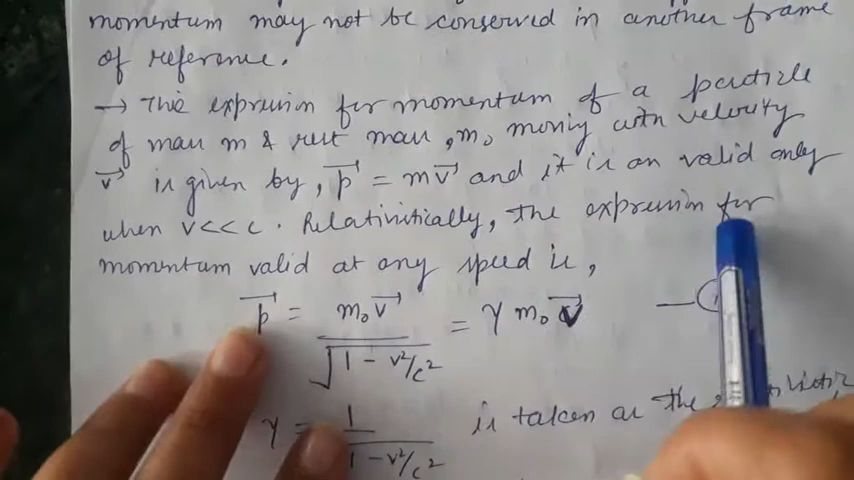 momentum may not be conserved in another frame
of reference.
→ The expression for momentum of a particle
of mass m & rest mass, m₀ moving with velocity
v⃗ is given by, p⃗ = mv⃗ and it is an valid only
when v<<c. Relativistically, the expression for
momentum valid at any speed is,
p⃗ = m₀v⃗ / √(1 - v²/c²) = γ m₀ v⃗ —
γ = 1 / √(1 - v²/c²) is taken as the